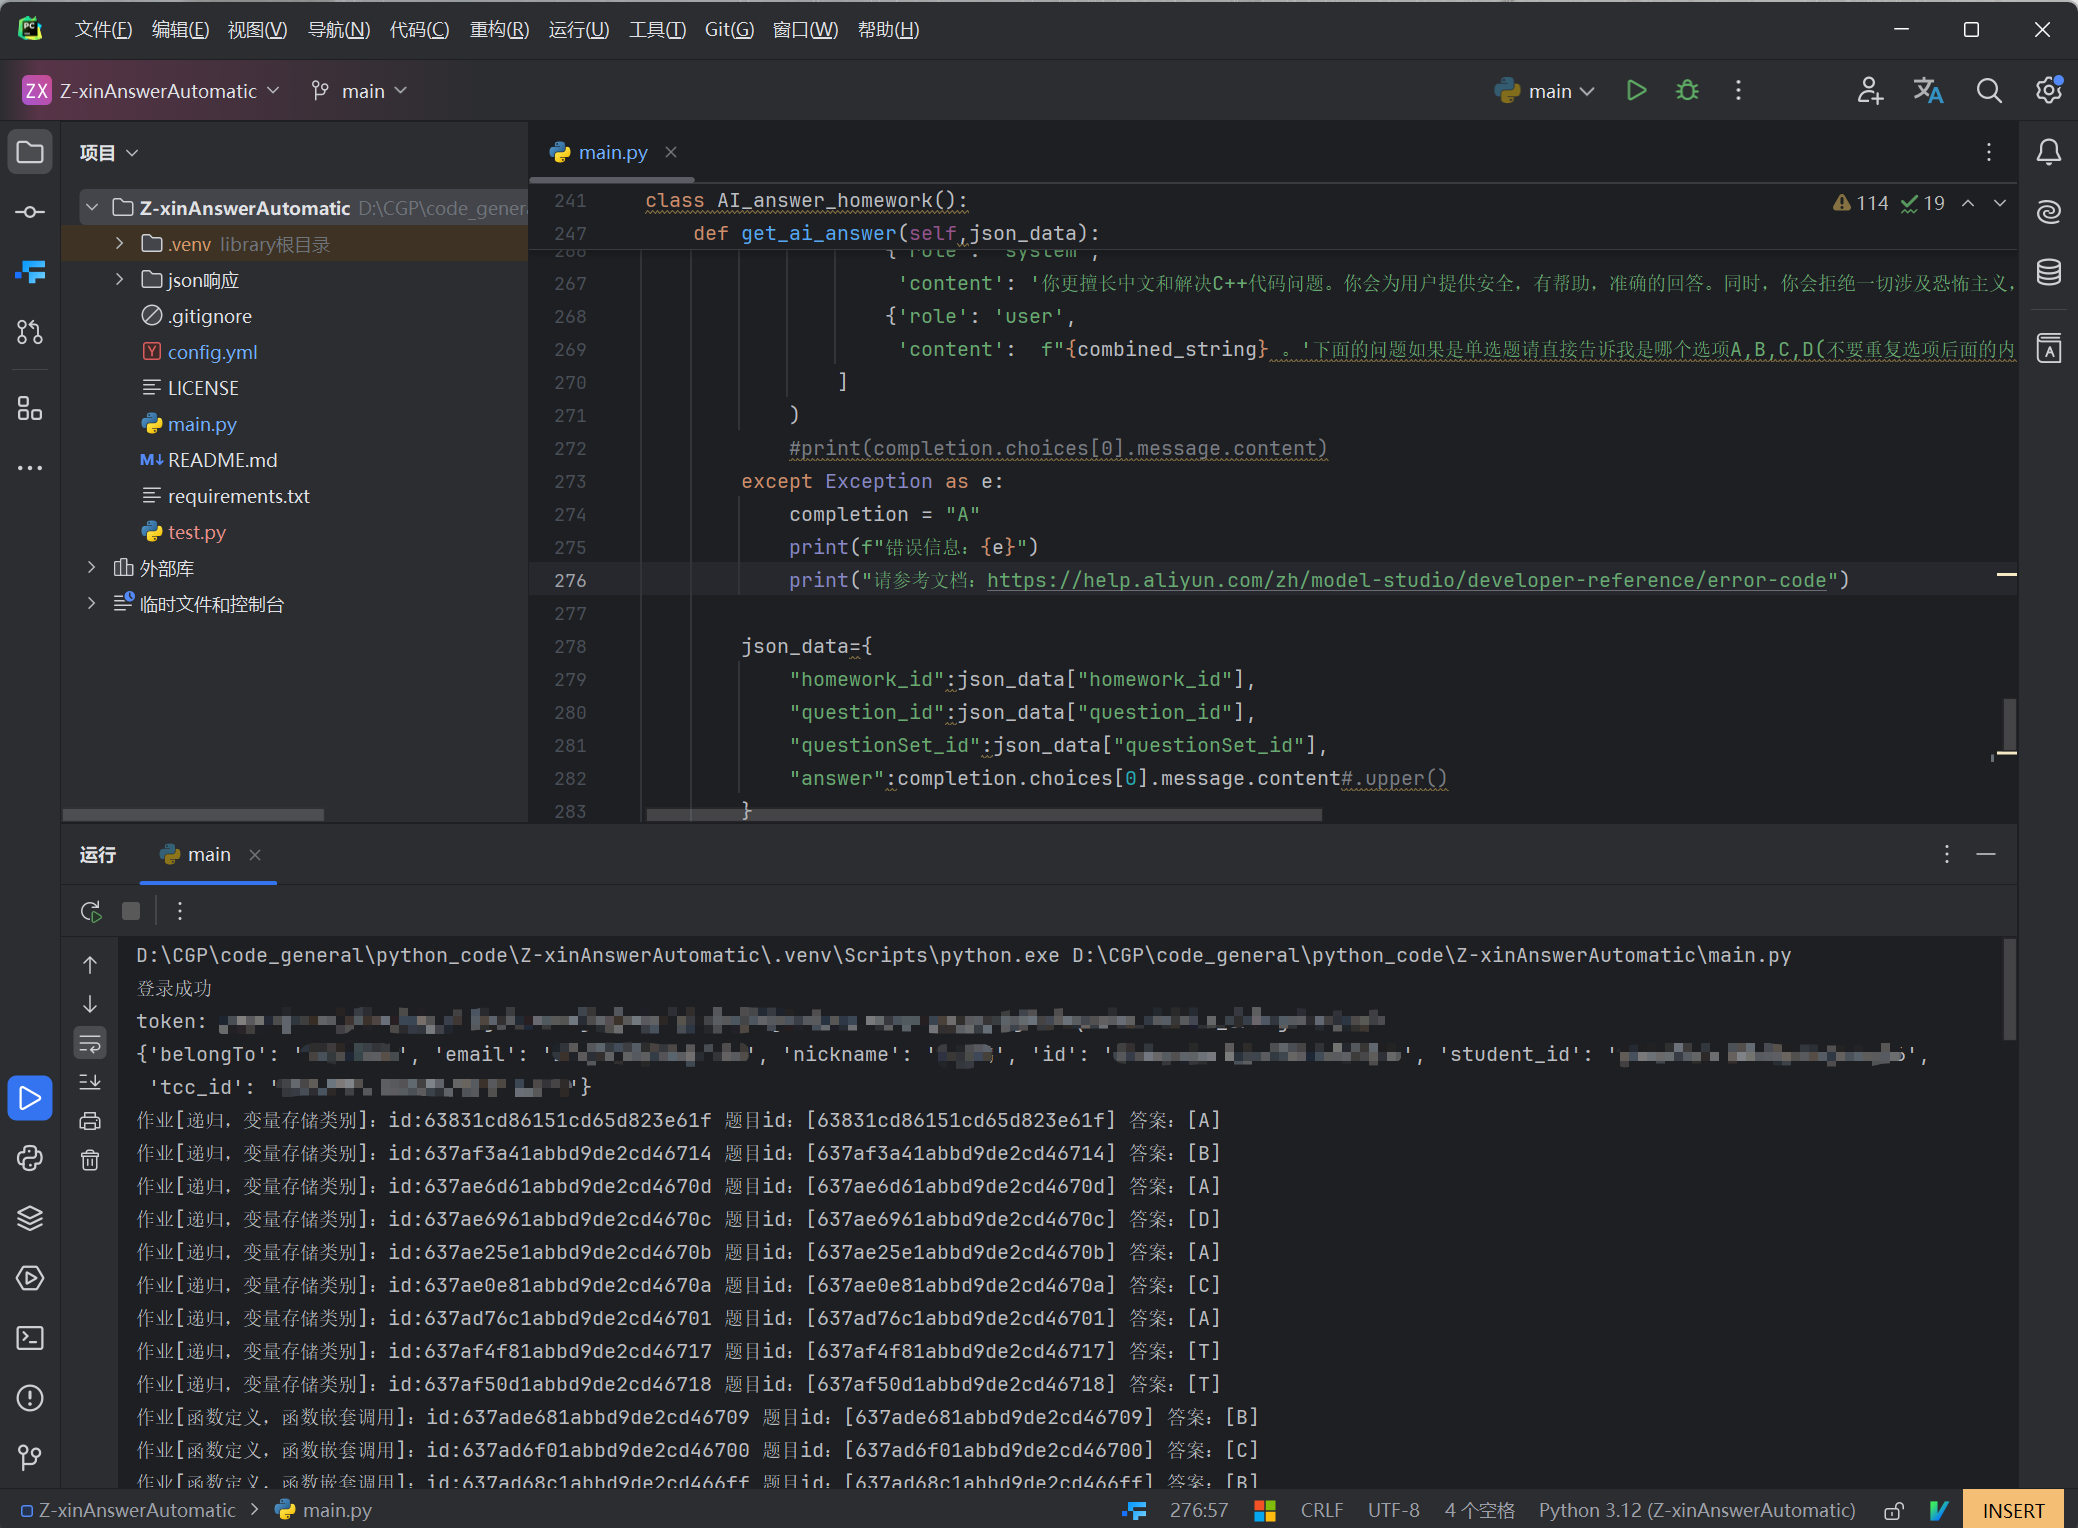 文件(F) 编辑(E) 视图(V) 导航(N) 代码(C) 重构(R) 运行(U) 工具(T) Git(G) 窗口(W) 帮助(H)
ZX Z-xinAnswerAutomatic main main
项目
Z-xinAnswerAutomatic D:\CGP\code_gener
.venv library根目录
json响应
.gitignore
config.yml
LICENSE
main.py
README.md
requirements.txt
test.py
外部库
临时文件和控制台
main.py
114 19
241 class AI_answer_homework():
247 def get_ai_answer(self,json_data):
266 {'role': 'system',
267 'content': '你更擅长中文和解决C++代码问题。你会为用户提供安全，有帮助，准确的回答。同时，你会拒绝一切涉及恐怖主义，
268 {'role': 'user',
269 'content':  f"{combined_string} 。'下面的问题如果是单选题请直接告诉我是哪个选项A,B,C,D(不要重复选项后面的内
270 ]
271 )
272 #print(completion.choices[0].message.content)
273 except Exception as e:
274 completion = "A"
275 print(f"错误信息：{e}")
276 print("请参考文档：https://help.aliyun.com/zh/model-studio/developer-reference/error-code")
277
278 json_data={
279 "homework_id":json_data["homework_id"],
280 "question_id":json_data["question_id"],
281 "questionSet_id":json_data["questionSet_id"],
282 "answer":completion.choices[0].message.content#.upper()
283 }
运行 main
D:\CGP\code_general\python_code\Z-xinAnswerAutomatic\.venv\Scripts\python.exe D:\CGP\code_general\python_code\Z-xinAnswerAutomatic\main.py
登录成功
token:
{'belongTo': '', 'email': '', 'nickname': '', 'id': '', 'student_id': '',
'tcc_id': ''}
作业[递归，变量存储类别]：id:63831cd86151cd65d823e61f 题目id：[63831cd86151cd65d823e61f] 答案：[A]
作业[递归，变量存储类别]：id:637af3a41abbd9de2cd46714 题目id：[637af3a41abbd9de2cd46714] 答案：[B]
作业[递归，变量存储类别]：id:637ae6d61abbd9de2cd4670d 题目id：[637ae6d61abbd9de2cd4670d] 答案：[A]
作业[递归，变量存储类别]：id:637ae6961abbd9de2cd4670c 题目id：[637ae6961abbd9de2cd4670c] 答案：[D]
作业[递归，变量存储类别]：id:637ae25e1abbd9de2cd4670b 题目id：[637ae25e1abbd9de2cd4670b] 答案：[A]
作业[递归，变量存储类别]：id:637ae0e81abbd9de2cd4670a 题目id：[637ae0e81abbd9de2cd4670a] 答案：[C]
作业[递归，变量存储类别]：id:637ad76c1abbd9de2cd46701 题目id：[637ad76c1abbd9de2cd46701] 答案：[A]
作业[递归，变量存储类别]：id:637af4f81abbd9de2cd46717 题目id：[637af4f81abbd9de2cd46717] 答案：[T]
作业[递归，变量存储类别]：id:637af50d1abbd9de2cd46718 题目id：[637af50d1abbd9de2cd46718] 答案：[T]
作业[函数定义，函数嵌套调用]：id:637ade681abbd9de2cd46709 题目id：[637ade681abbd9de2cd46709] 答案：[B]
作业[函数定义，函数嵌套调用]：id:637ad6f01abbd9de2cd46700 题目id：[637ad6f01abbd9de2cd46700] 答案：[C]
作业[函数定义，函数嵌套调用]：id:637ad68c1abbd9de2cd466ff 题目id：[637ad68c1abbd9de2cd466ff] 答案：[B]
Z-xinAnswerAutomatic main.py 276:57 CRLF UTF-8 4 个空格 Python 3.12 (Z-xinAnswerAutomatic) INSERT